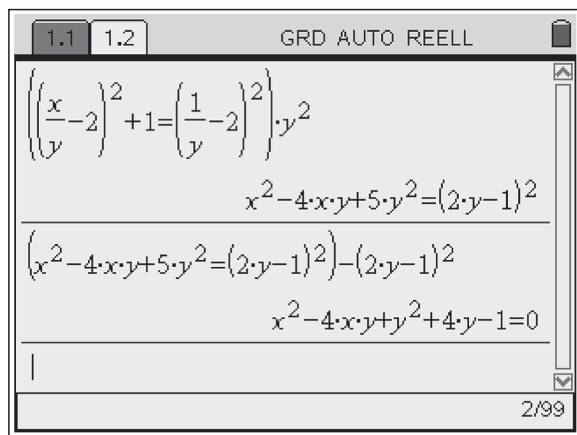 1.1 1.2 GRD AUTO REELL
((x/y-2)^2+1=(1/y-2)^2)·y^2
x^2-4·x·y+5·y^2=(2·y-1)^2
(x^2-4·x·y+5·y^2=(2·y-1)^2)-(2·y-1)^2
x^2-4·x·y+y^2+4·y-1=0
2/99